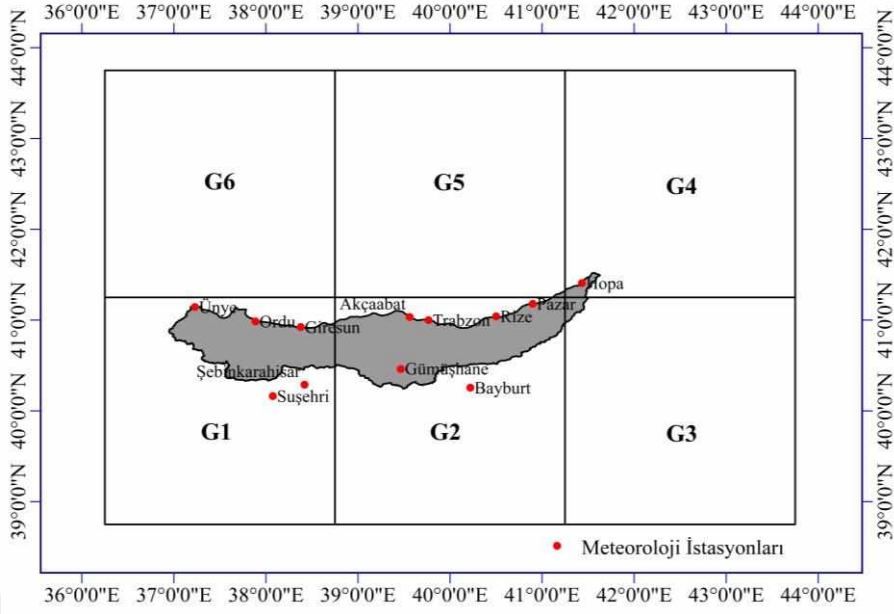 36°0'0"E 37°0'0"E 38°0'0"E 39°0'0"E 40°0'0"E 41°0'0"E 42°0'0"E 43°0'0"E 44°0'0"E
44°0'0"N 44°0'0"N
43°0'0"N 43°0'0"N
G6 G5 G4
42°0'0"N 42°0'0"N
Hopa
Ünye Akçaabat Pazar
Ordu Giresun Trabzon Rize
41°0'0"N 41°0'0"N
Şebinkarahisar Gümüşhane
Suşehri Bayburt
40°0'0"N 40°0'0"N
G1 G2 G3
39°0'0"N 39°0'0"N
Meteoroloji İstasyonları
36°0'0"E 37°0'0"E 38°0'0"E 39°0'0"E 40°0'0"E 41°0'0"E 42°0'0"E 43°0'0"E 44°0'0"E